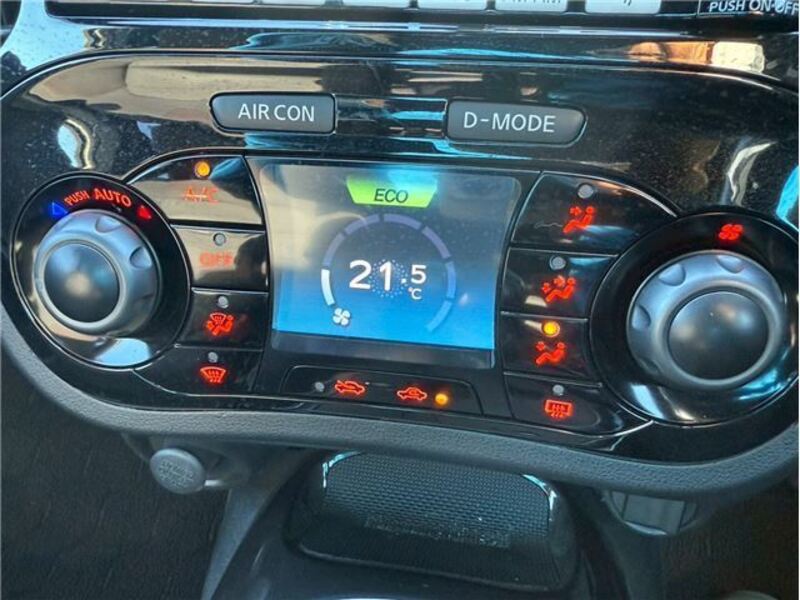 PUSH ON·OFF
AIR CON
D-MODE
PUSH AUTO
A/C
OFF
ECO
21.5
°C